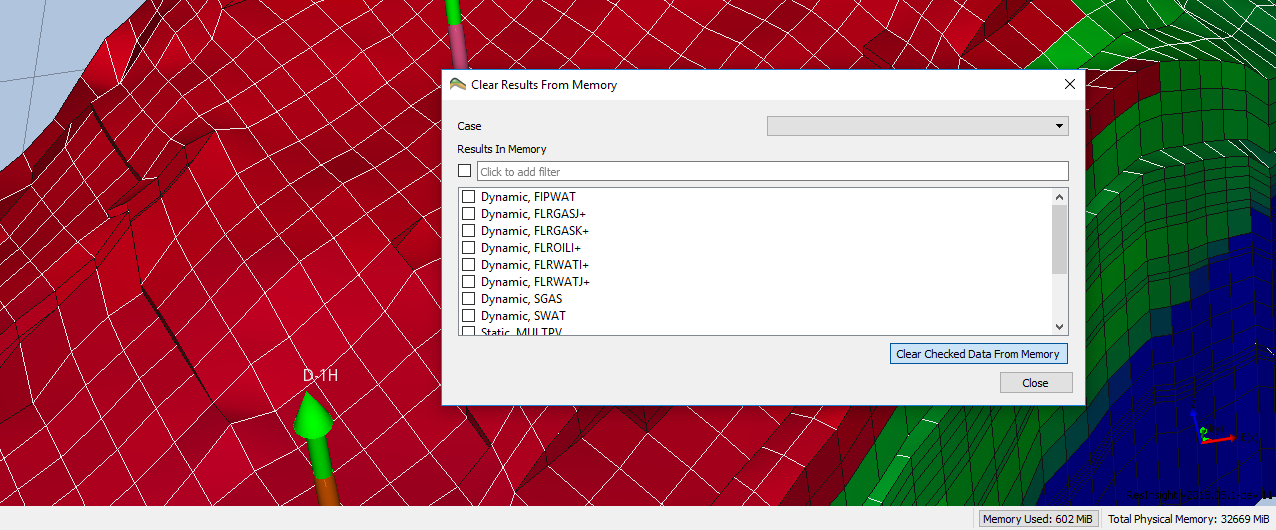 Clear Results From Memory
Case
Results In Memory
Click to add filter
Dynamic, FIPWAT
Dynamic, FLRGASJ+
Dynamic, FLRGASK+
Dynamic, FLROILI+
Dynamic, FLRWATI+
Dynamic, FLRWATJ+
Dynamic, SGAS
Dynamic, SWAT
Static, MULTPV
Clear Checked Data From Memory
D-1H
Close
Memory Used: 602 MiB
Total Physical Memory: 32669 MiB